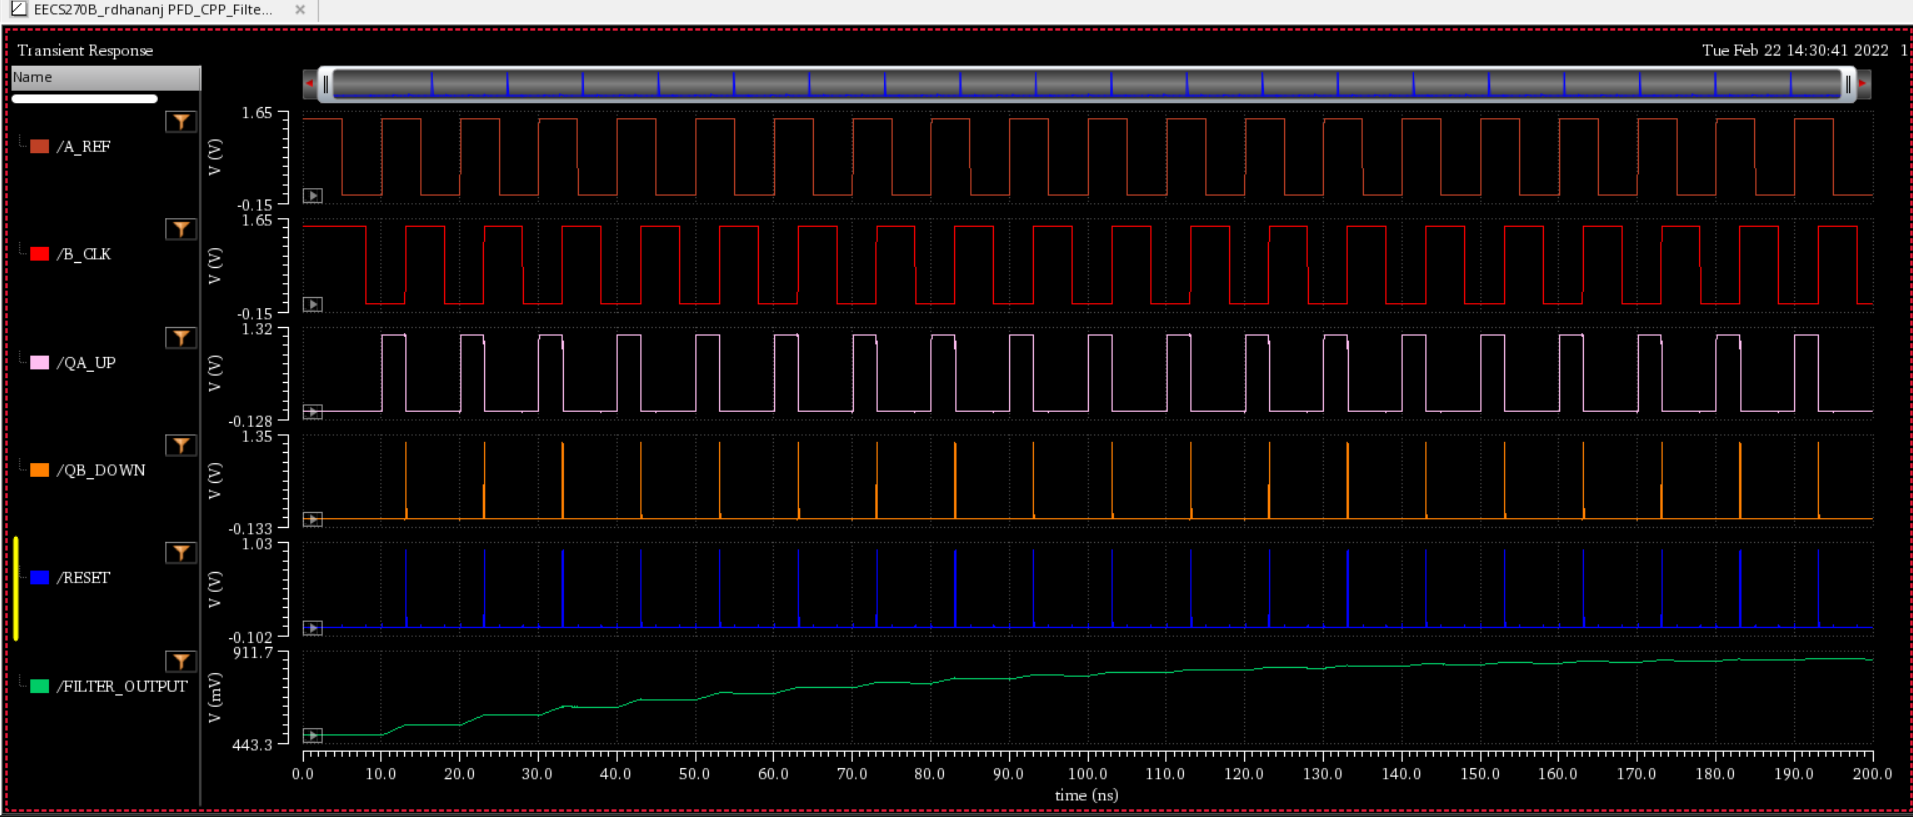 EECS270B_rdhananj PFD_CPP_Filte...
Transient Response
Tue Feb 22 14:30:41 2022 1
Name
/A_REF
1.65
V (V)
-0.15
/B_CLK
1.65
V (V)
-0.15
/QA_UP
1.32
V (V)
-0.128
/QB_DOWN
1.35
V (V)
-0.133
/RESET
1.03
V (V)
-0.102
/FILTER_OUTPUT
911.7
V (mV)
443.3
0.0 10.0 20.0 30.0 40.0 50.0 60.0 70.0 80.0 90.0 100.0 110.0 120.0 130.0 140.0 150.0 160.0 170.0 180.0 190.0 200.0
time (ns)